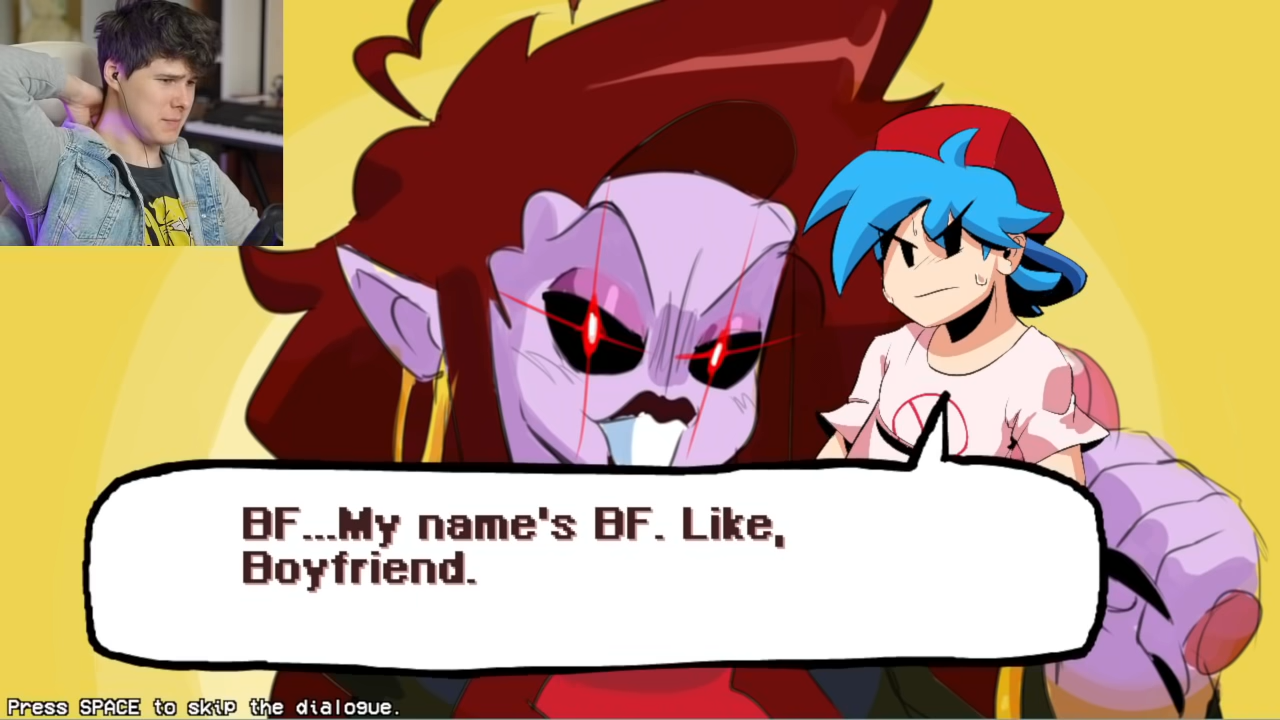 BF...My name's BF. Like,
Boyfriend.
Press SPACE to skip the dialogue.